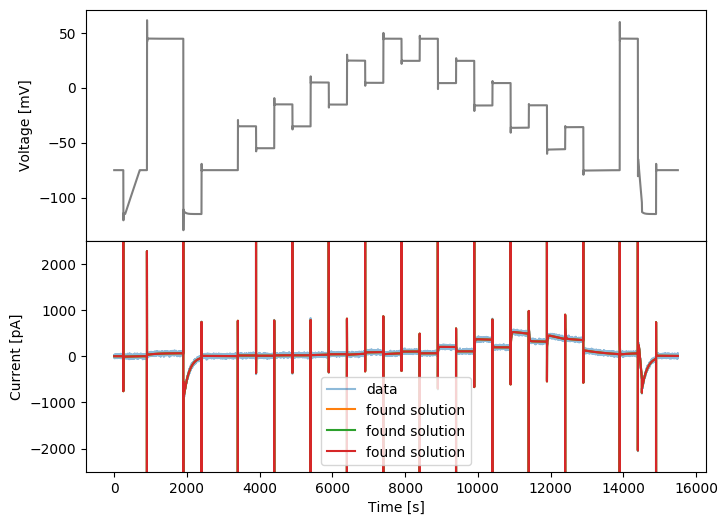 50
0
−50
−100
Voltage [mV]
2000
1000
0
−1000
−2000
Current [pA]
data
found solution
found solution
found solution
0
2000
4000
6000
8000
10000
12000
14000
16000
Time [s]